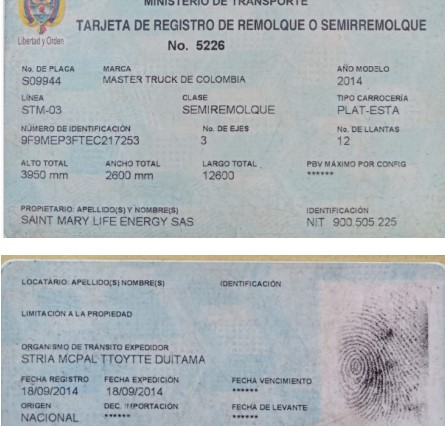 MINISTERIO DE TRANSPORTE
TARJETA DE REGISTRO DE REMOLQUE O SEMIRREMOLQUE
Libertad y Orden
No. 5226
No. DE PLACA MARCA AÑO MODELO
S09944 MASTER TRUCK DE COLOMBIA 2014
LÍNEA CLASE TIPO CARROCERÍA
STM-03 SEMIREMOLQUE PLAT-ESTA
NÚMERO DE IDENTIFICACIÓN No. DE EJES No. DE LLANTAS
9F9MEP3FTEC217253 3 12
ALTO TOTAL ANCHO TOTAL LARGO TOTAL PBV MÁXIMO POR CONFIG
3950 mm 2600 mm 12600 ******
PROPIETARIO: APELLIDO(S) Y NOMBRE(S) IDENTIFICACIÓN
SAINT MARY LIFE ENERGY SAS NIT 900.505.225
LOCATARIO: APELLIDO(S) NOMBRE(S) IDENTIFICACIÓN
LIMITACIÓN A LA PROPIEDAD
ORGANISMO DE TRÁNSITO EXPEDIDOR
STRIA MCPAL TTOYTTE DUITAMA
FECHA REGISTRO FECHA EXPEDICIÓN FECHA VENCIMIENTO
18/09/2014 18/09/2014 ******
ORIGEN DEC. IMPORTACIÓN FECHA DE LEVANTE
NACIONAL ****** ******